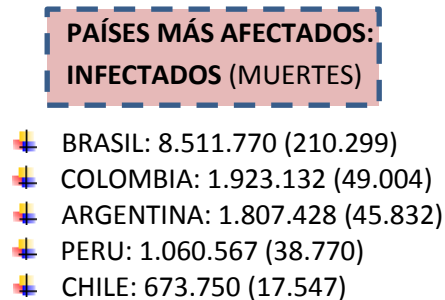 PAÍSES MÁS AFECTADOS:
INFECTADOS (MUERTES)
BRASIL: 8.511.770 (210.299)
COLOMBIA: 1.923.132 (49.004)
ARGENTINA: 1.807.428 (45.832)
PERU: 1.060.567 (38.770)
CHILE: 673.750 (17.547)